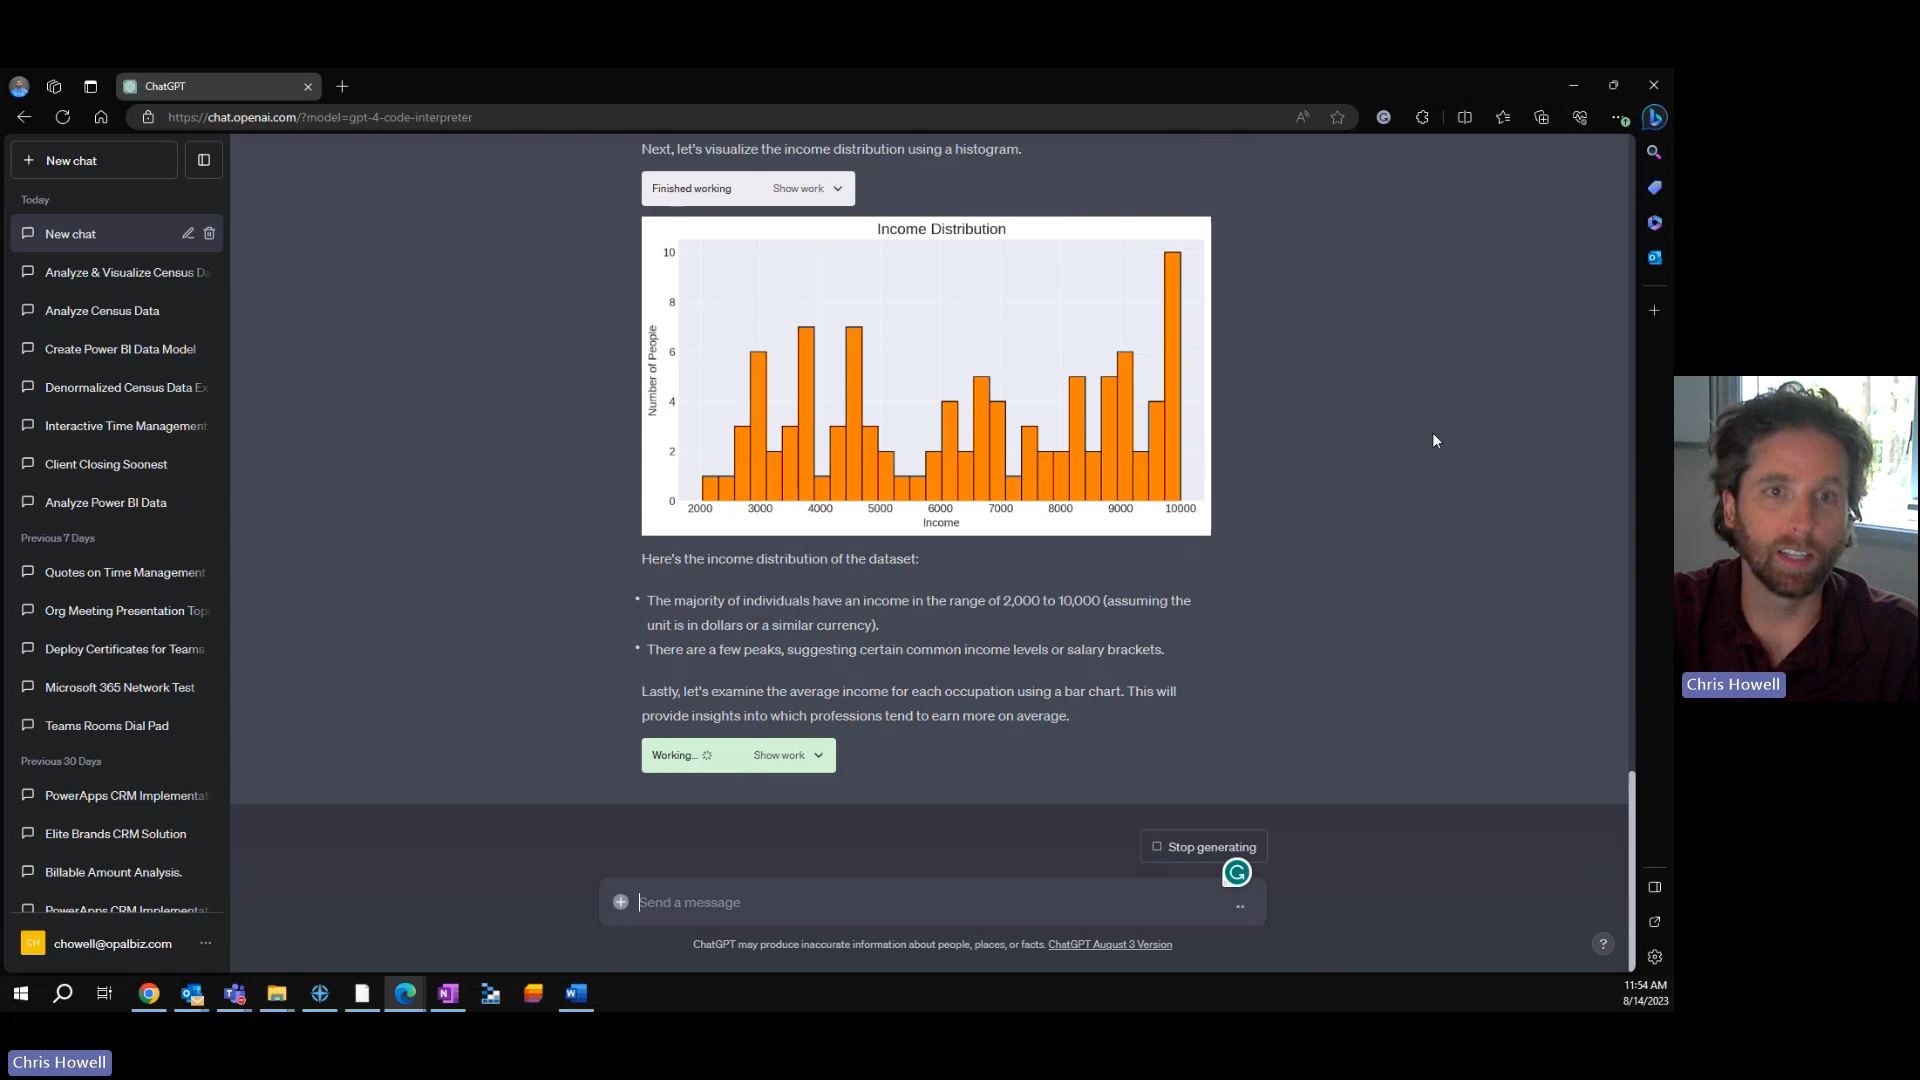 ChatGPT
https://chat.openai.com/?model=gpt-4-code-interpreter
New chat
Today
New chat
Analyze & Visualize Census Da
Analyze Census Data
Create Power BI Data Model
Denormalized Census Data Ex
Interactive Time Management
Client Closing Soonest
Analyze Power BI Data
Previous 7 Days
Quotes on Time Management
Org Meeting Presentation Top
Deploy Certificates for Teams
Microsoft 365 Network Test
Teams Rooms Dial Pad
Previous 30 Days
PowerApps CRM Implementat
Elite Brands CRM Solution
Billable Amount Analysis.
PowerApps CRM Implementat
CH chowell@opalbiz.com
Next, let's visualize the income distribution using a histogram.
Finished working Show work
Income Distribution
Number of People
10
8
6
4
2
0
2000 3000 4000 5000 6000 7000 8000 9000 10000
Income
Here's the income distribution of the dataset:
• The majority of individuals have an income in the range of 2,000 to 10,000 (assuming the
unit is in dollars or a similar currency).
• There are a few peaks, suggesting certain common income levels or salary brackets.
Lastly, let's examine the average income for each occupation using a bar chart. This will
provide insights into which professions tend to earn more on average.
Working... Show work
Stop generating
Send a message
ChatGPT may produce inaccurate information about people, places, or facts. ChatGPT August 3 Version
?
11:54 AM
8/14/2023
Chris Howell
Chris Howell